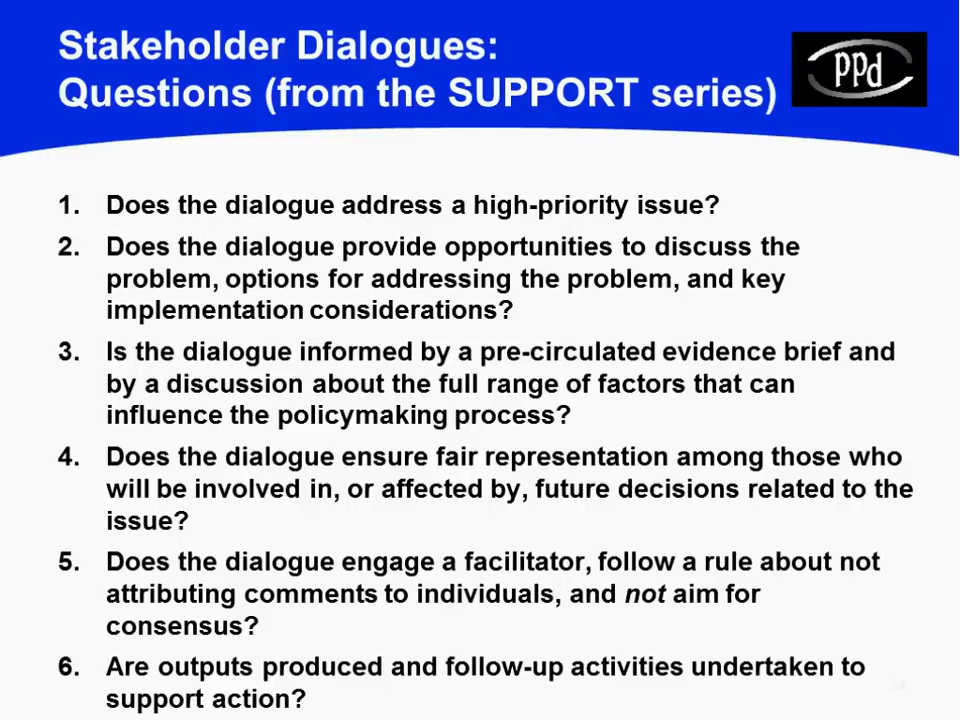 Stakeholder Dialogues:
Questions (from the SUPPORT series)
PPd
1. Does the dialogue address a high-priority issue?
2. Does the dialogue provide opportunities to discuss the
problem, options for addressing the problem, and key
implementation considerations?
3. Is the dialogue informed by a pre-circulated evidence brief and
by a discussion about the full range of factors that can
influence the policymaking process?
4. Does the dialogue ensure fair representation among those who
will be involved in, or affected by, future decisions related to the
issue?
5. Does the dialogue engage a facilitator, follow a rule about not
attributing comments to individuals, and not aim for
consensus?
6. Are outputs produced and follow-up activities undertaken to
support action?